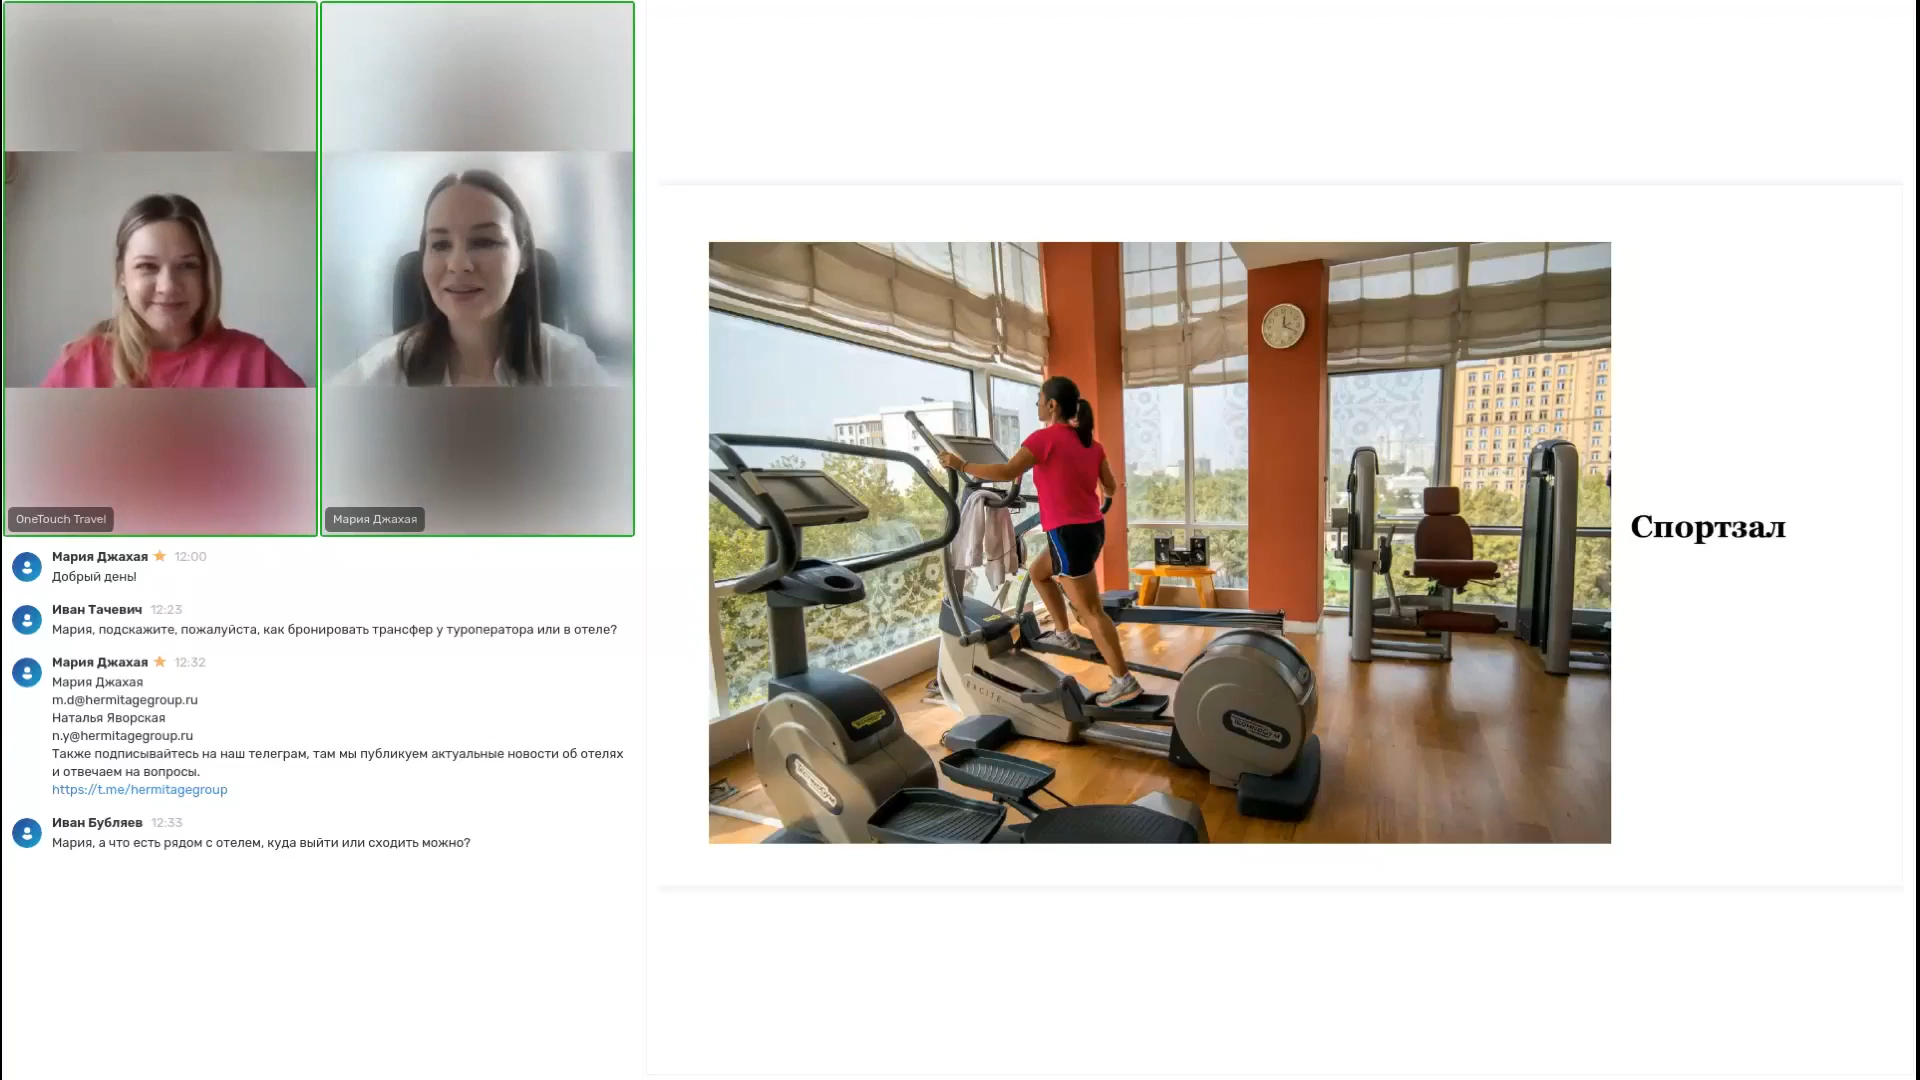 OneTouch Travel
Мария Джахая
Мария Джахая 12:00
Добрый день!
Иван Тачевич 12:23
Мария, подскажите, пожалуйста, как бронировать трансфер у туроператора или в отеле?
Мария Джахая 12:32
Мария Джахая
m.d@hermitagegroup.ru
Наталья Яворская
n.y@hermitagegroup.ru
Также подписывайтесь на наш телеграм, там мы публикуем актуальные новости об отелях
и отвечаем на вопросы.
https://t.me/hermitagegroup
Иван Бубляев 12:33
Мария, а что есть рядом с отелем, куда выйти или сходить можно?
EXCITE
TECHNOGYM
TECHNOGYM
Спортзал